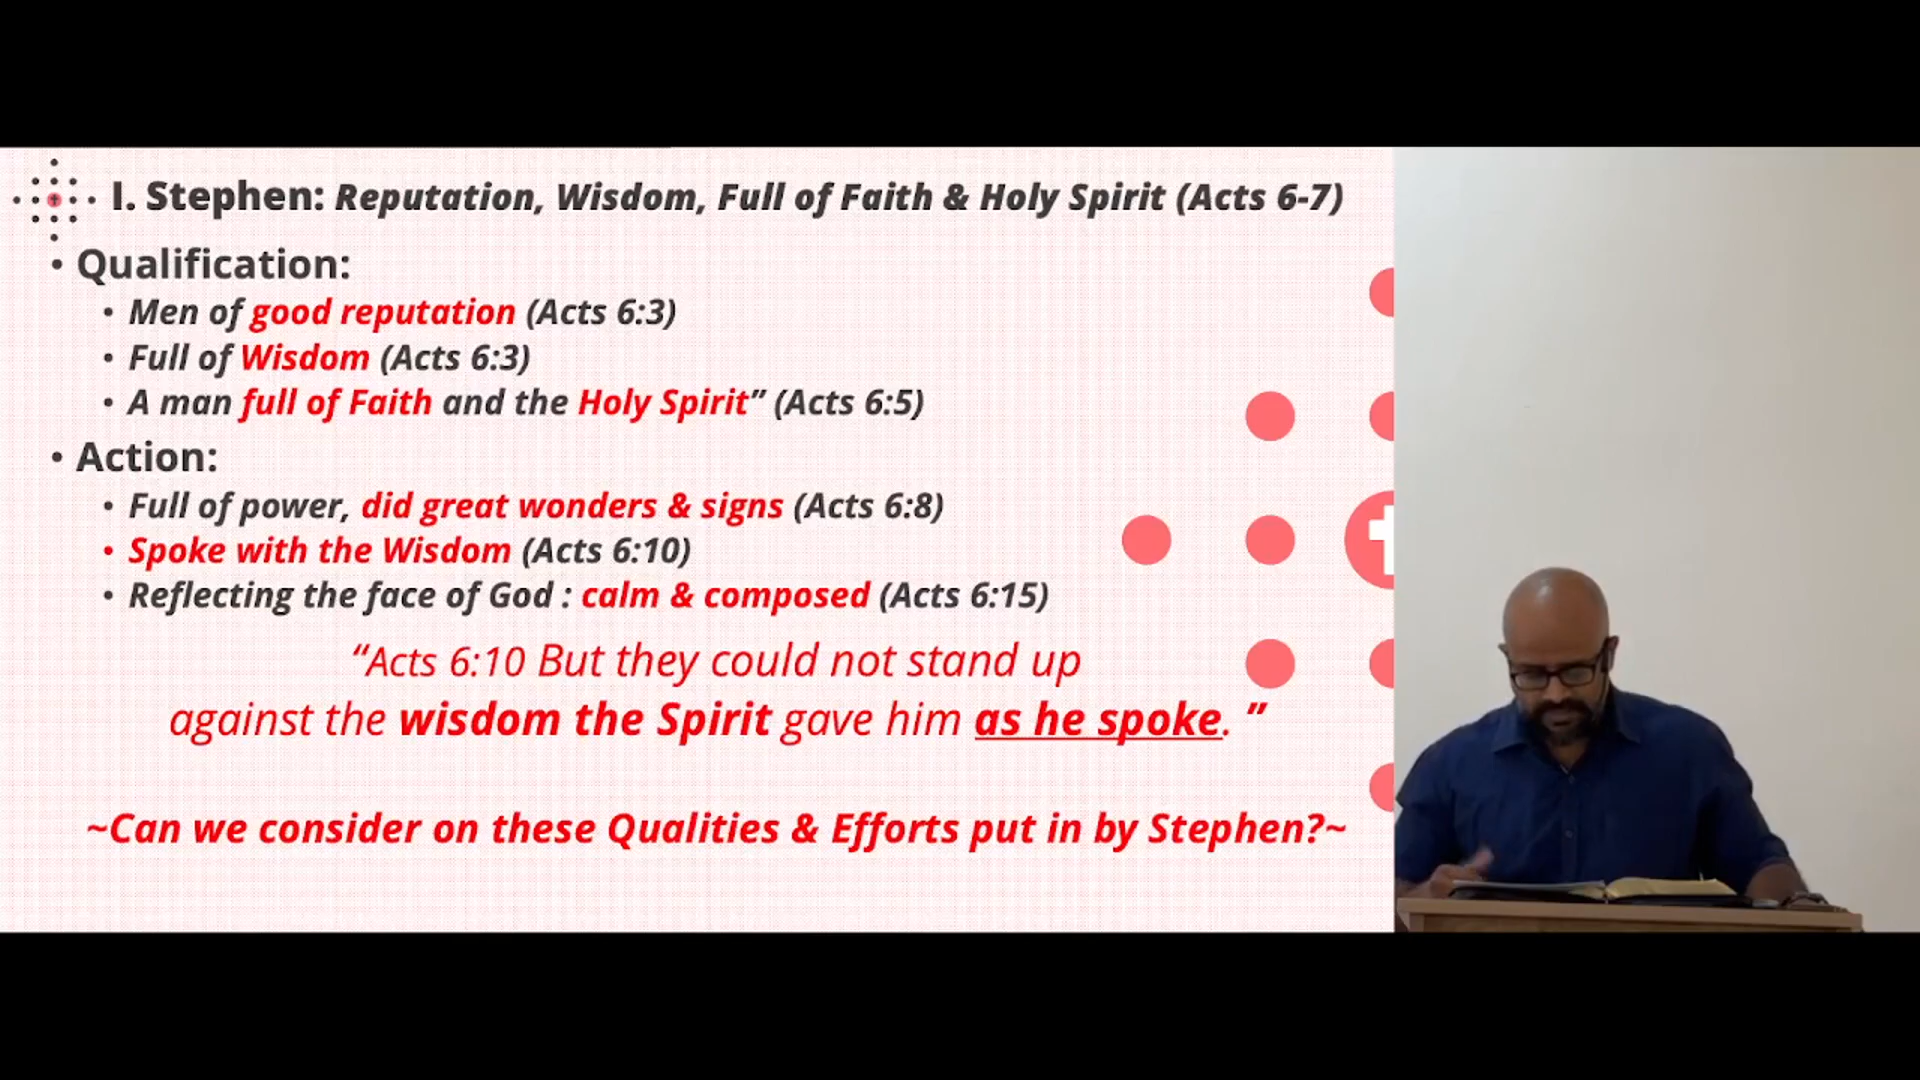 I. Stephen: Reputation, Wisdom, Full of Faith & Holy Spirit (Acts 6-7)
• Qualification:
• Men of good reputation (Acts 6:3)
• Full of Wisdom (Acts 6:3)
• A man full of Faith and the Holy Spirit” (Acts 6:5)
• Action:
• Full of power, did great wonders & signs (Acts 6:8)
• Spoke with the Wisdom (Acts 6:10)
• Reflecting the face of God : calm & composed (Acts 6:15)
“Acts 6:10 But they could not stand up
against the wisdom the Spirit gave him as he spoke. ”
~Can we consider on these Qualities & Efforts put in by Stephen?~